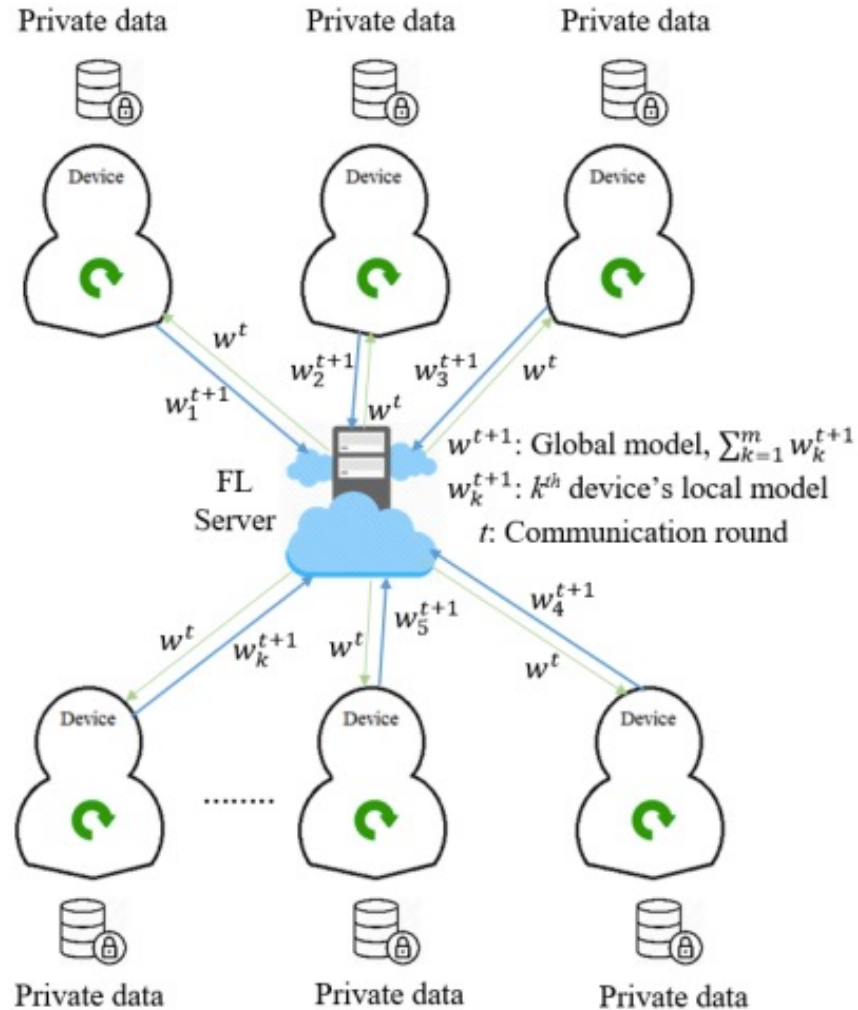 Private data
Private data
Private data
Device
Device
Device
w^t
w_1^{t+1}
w_2^{t+1}
w^t
w_3^{t+1}
w^t
FL
Server
w^{t+1}: Global model, ∑_{k=1}^{m} w_k^{t+1}
w_k^{t+1}: k^{th} device's local model
t: Communication round
w^t
w_k^{t+1}
w^t
w_5^{t+1}
w_4^{t+1}
w^t
Device
Device
Device
........
Private data
Private data
Private data